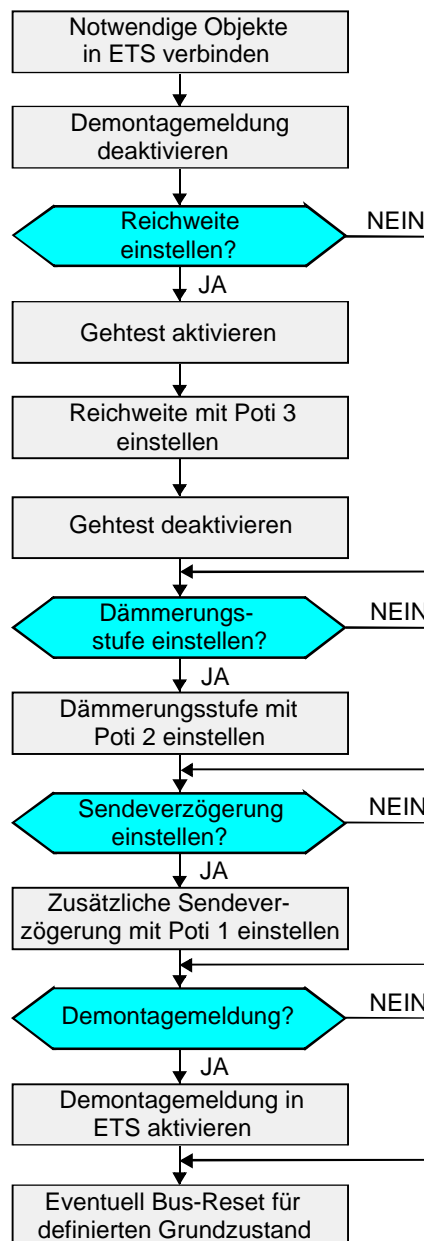 Notwendige Objekte
in ETS verbinden
Demontagemeldung
deaktivieren
Reichweite
einstellen?
NEIN
JA
Gehtest aktivieren
Reichweite mit Poti 3
einstellen
Gehtest deaktivieren
Dämmerungs-
stufe einstellen?
NEIN
JA
Dämmerungsstufe mit
Poti 2 einstellen
Sendeverzögerung
einstellen?
NEIN
JA
Zusätzliche Sendever-
zögerung mit Poti 1 einstellen
Demontagemeldung?
NEIN
JA
Demontagemeldung in
ETS aktivieren
Eventuell Bus-Reset für
definierten Grundzustand